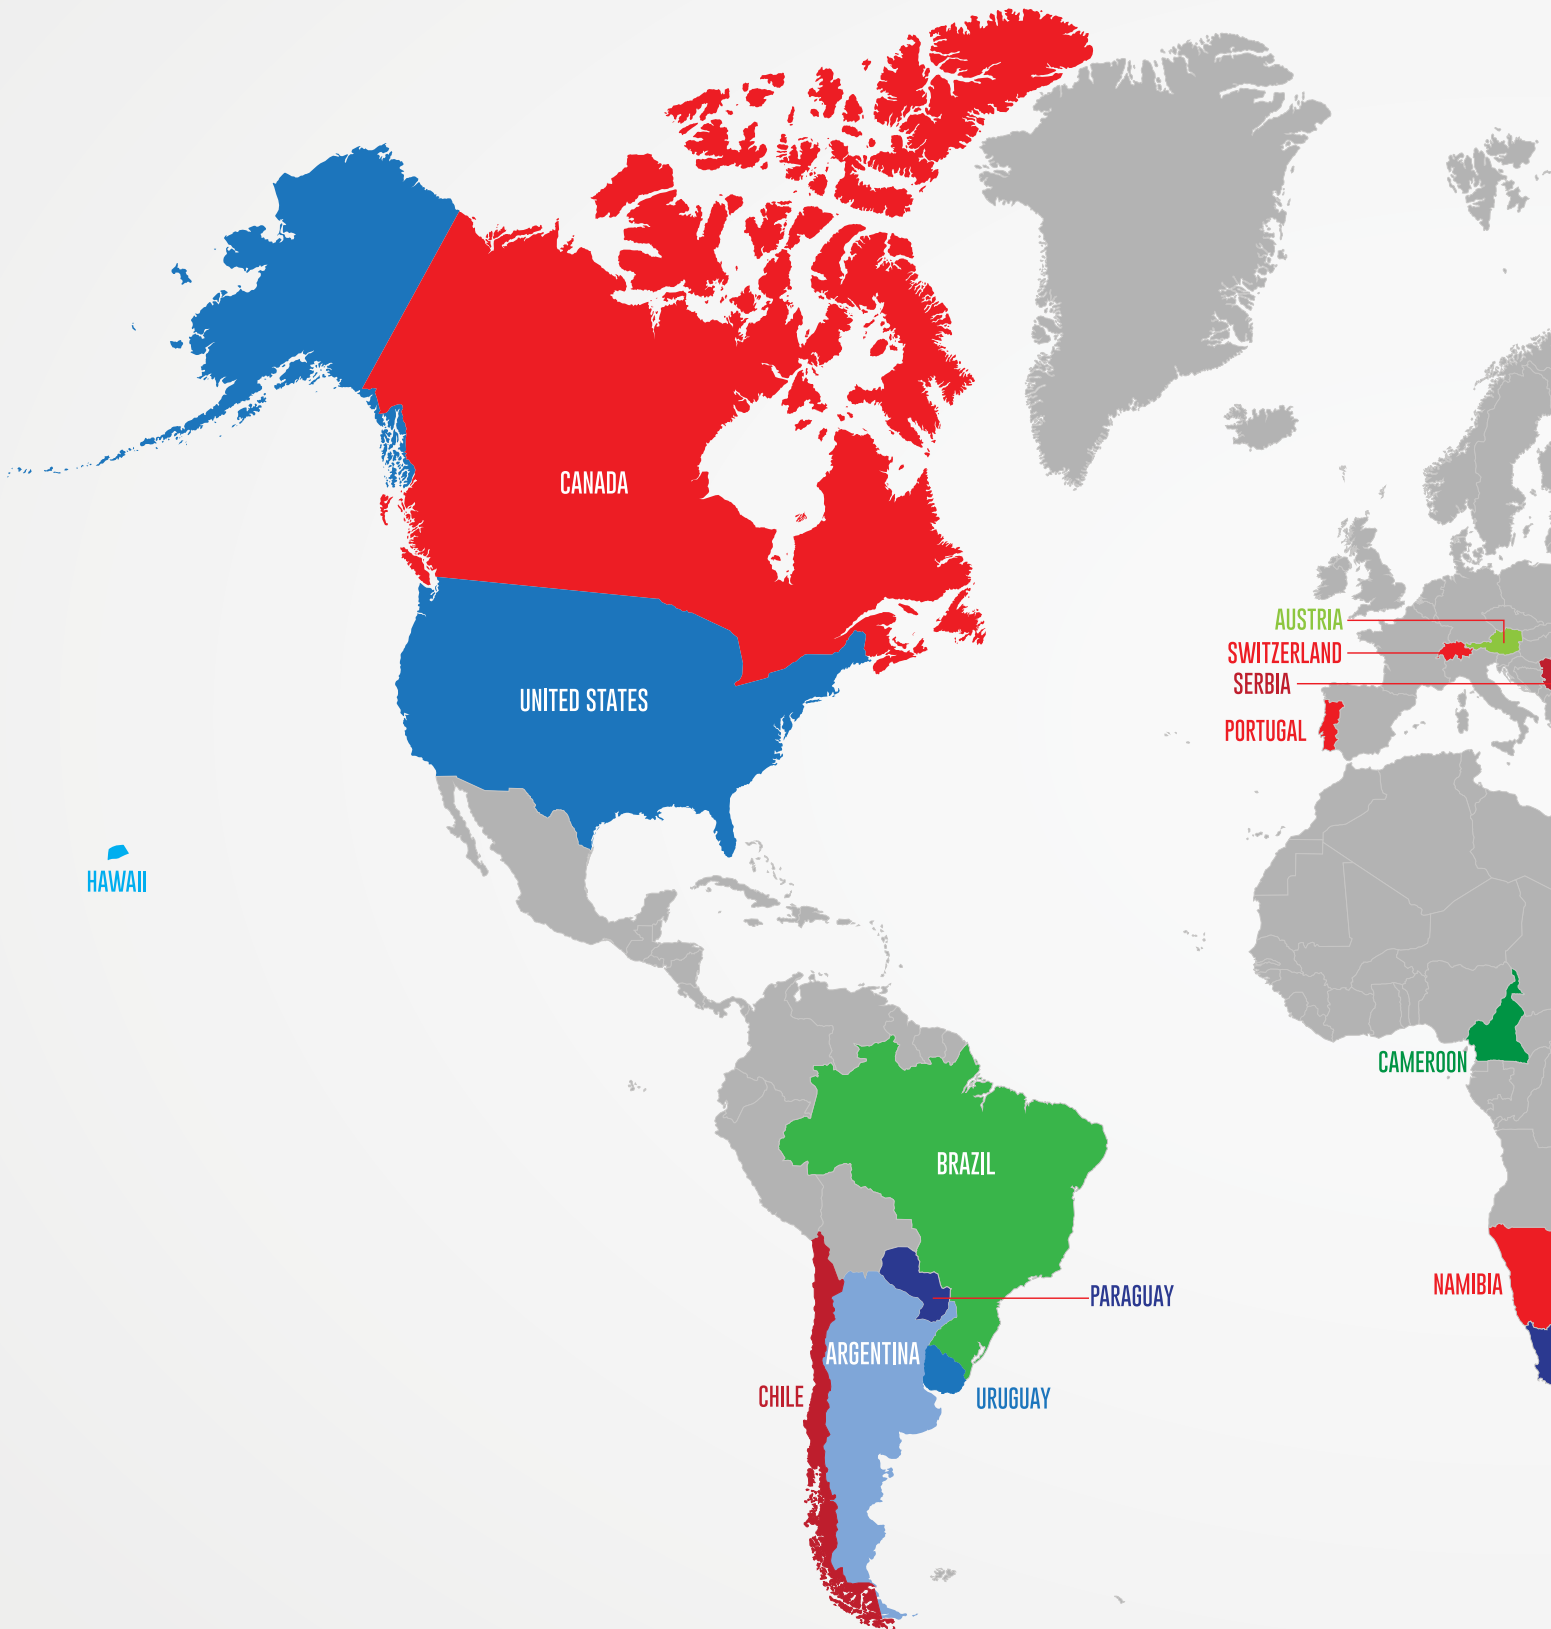 CANADA
AUSTRIA
SWITZERLAND
SERBIA
UNITED STATES
PORTUGAL
HAWAII
CAMEROON
BRAZIL
NAMIBIA
PARAGUAY
ARGENTINA
CHILE
URUGUAY